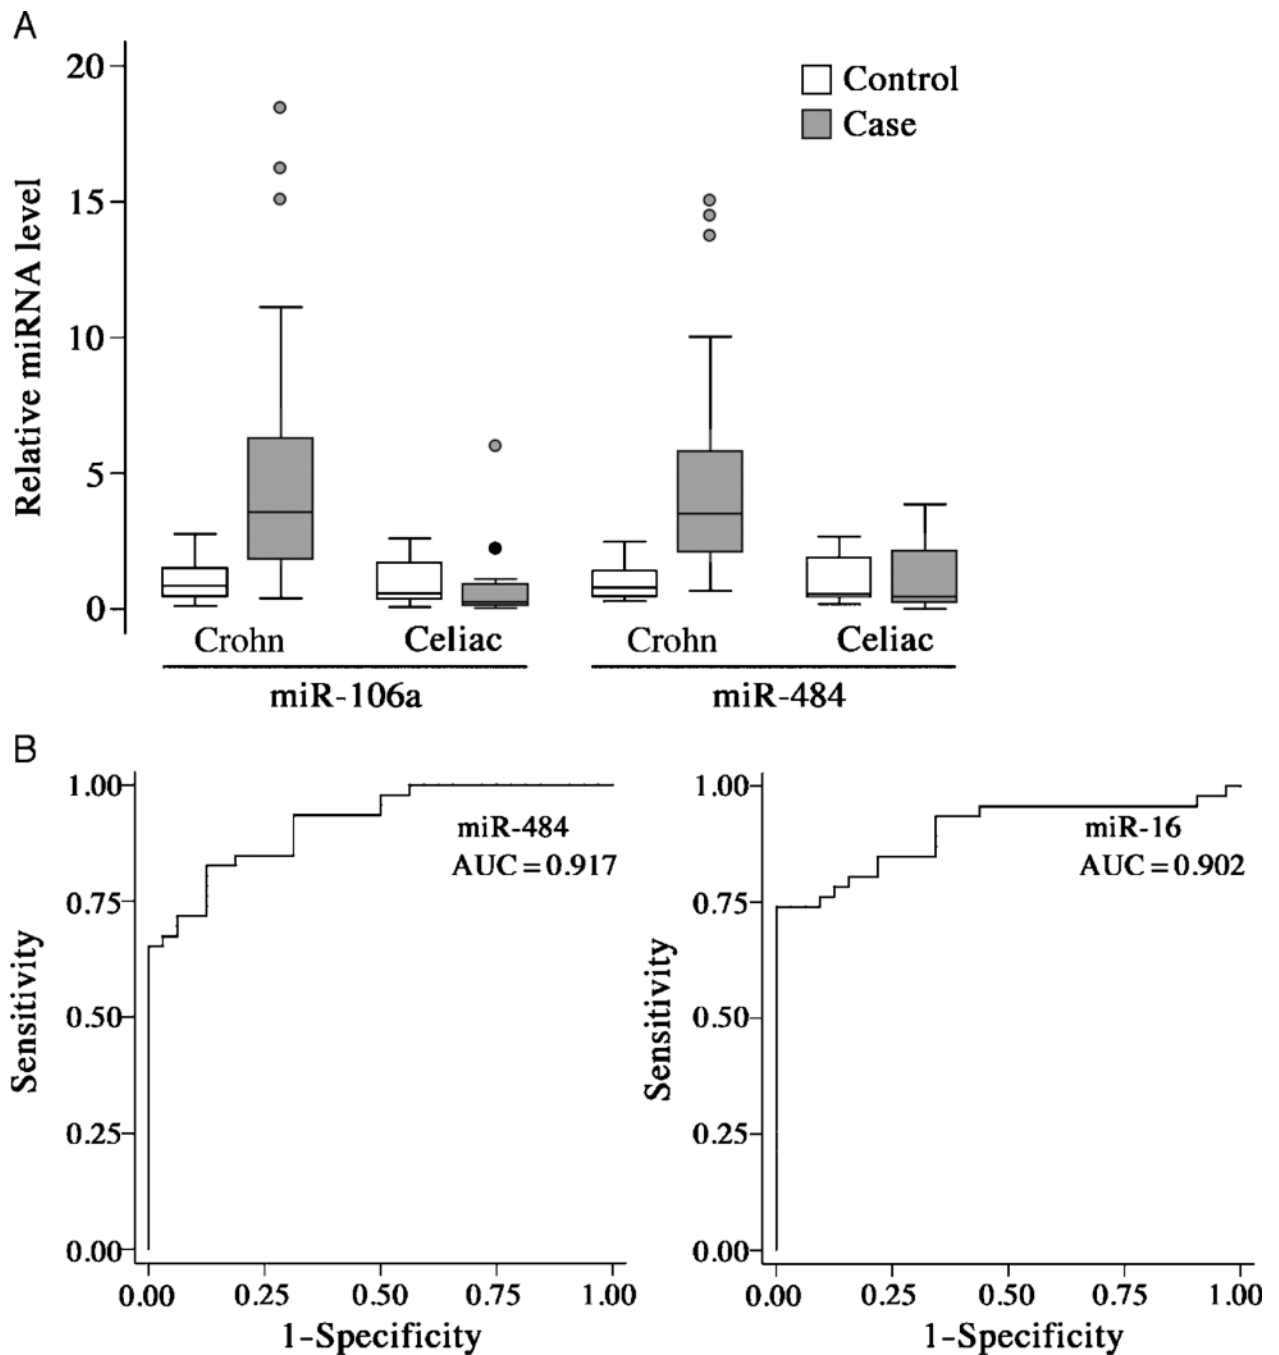 A
Relative miRNA level
20
15
10
5
0
Control
Case
Crohn Celiac Crohn Celiac
miR-106a miR-484
B
Sensitivity
1.00
0.75
0.50
0.25
0.00
miR-484
AUC = 0.917
0.00 0.25 0.50 0.75 1.00
1-Specificity
Sensitivity
1.00
0.75
0.50
0.25
0.00
miR-16
AUC = 0.902
0.00 0.25 0.50 0.75 1.00
1-Specificity